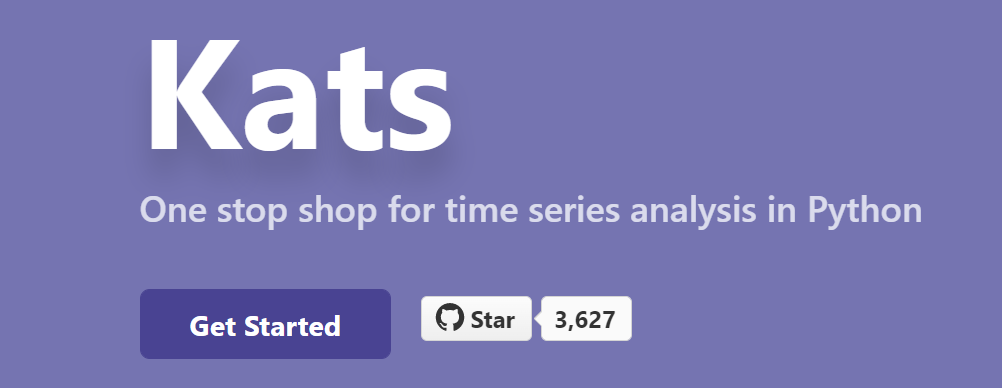 Kats
One stop shop for time series analysis in Python
Get Started
Star
3,627